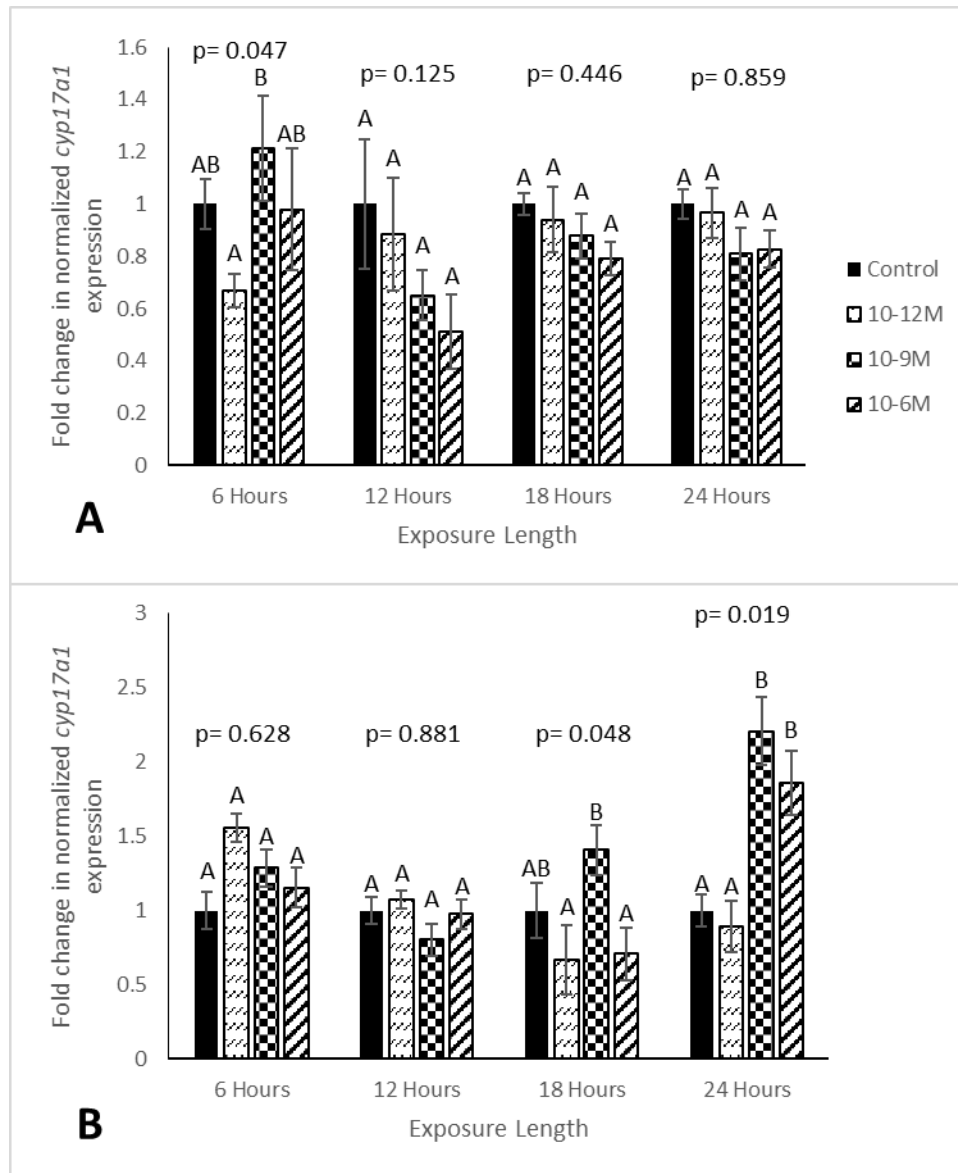 p= 0.047
p= 0.125
p= 0.446
p= 0.859
Fold change in normalized cyp17a1
expression
1.6
1.4
1.2
1
0.8
0.6
0.4
0.2
0
AB
A
B
AB
A
A
A
A
A
A
A
A
A
A
A
A
6 Hours
12 Hours
18 Hours
24 Hours
Exposure Length
Control
10-12M
10-9M
10-6M
A
p= 0.628
p= 0.881
p= 0.048
p= 0.019
Fold change in normalized cyp17a1
expression
3
2.5
2
1.5
1
0.5
0
A
A
A
A
A
A
A
A
AB
A
B
A
A
A
B
B
6 Hours
12 Hours
18 Hours
24 Hours
Exposure Length
B